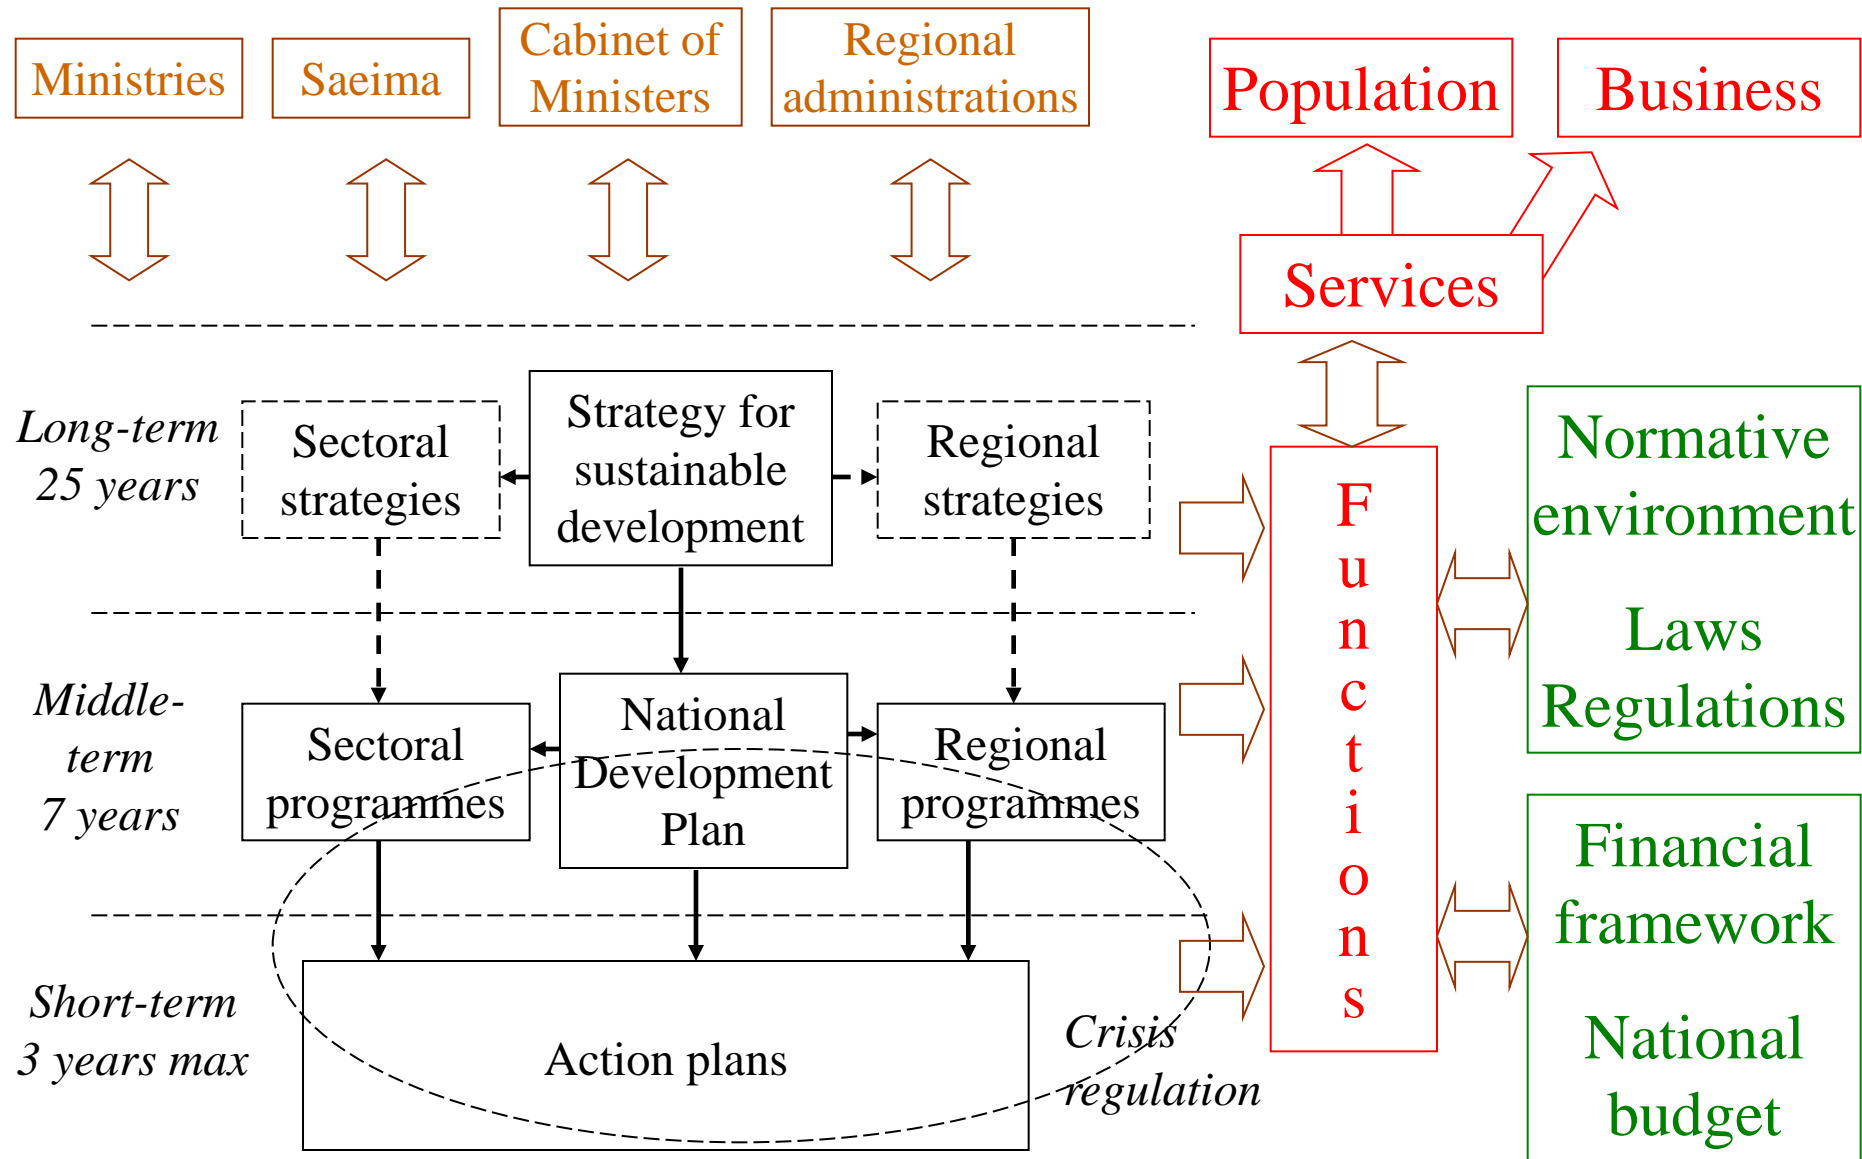 Ministries
Saeima
Cabinet of
Ministers
Regional
administrations
Population
Business
Services
Long-term
25 years
Sectoral
strategies
Strategy for
sustainable
development
Regional
strategies
Middle-
term
7 years
Sectoral
programmes
National
Development
Plan
Regional
programmes
Short-term
3 years max
Action plans
Crisis
regulation
F
u
n
c
t
i
o
n
s
Normative
environment
Laws
Regulations
Financial
framework
National
budget